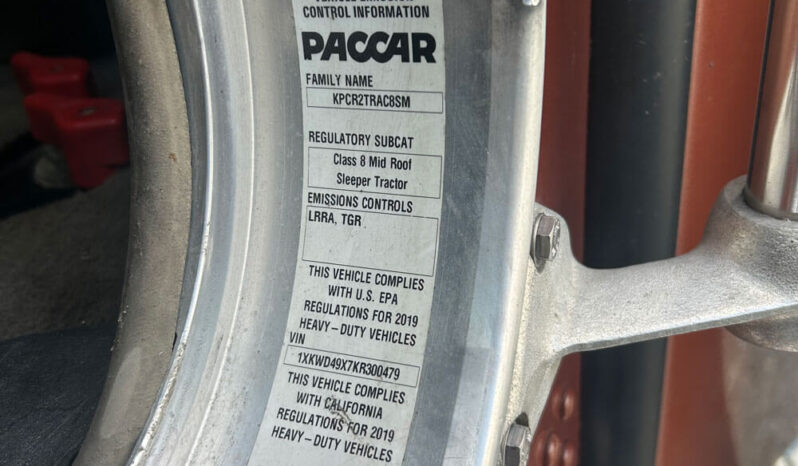 VEHICLE EMISSION
CONTROL INFORMATION
PACCAR
FAMILY NAME
KPCR2TRAC8SM
REGULATORY SUBCAT
Class 8 Mid Roof
Sleeper Tractor
EMISSIONS CONTROLS
LRRA, TGR
THIS VEHICLE COMPLIES
WITH U.S. EPA
REGULATIONS FOR 2019
HEAVY-DUTY VEHICLES
VIN
1XKWD49X7KR300479
THIS VEHICLE COMPLIES
WITH CALIFORNIA
REGULATIONS FOR 2019
HEAVY-DUTY VEHICLES